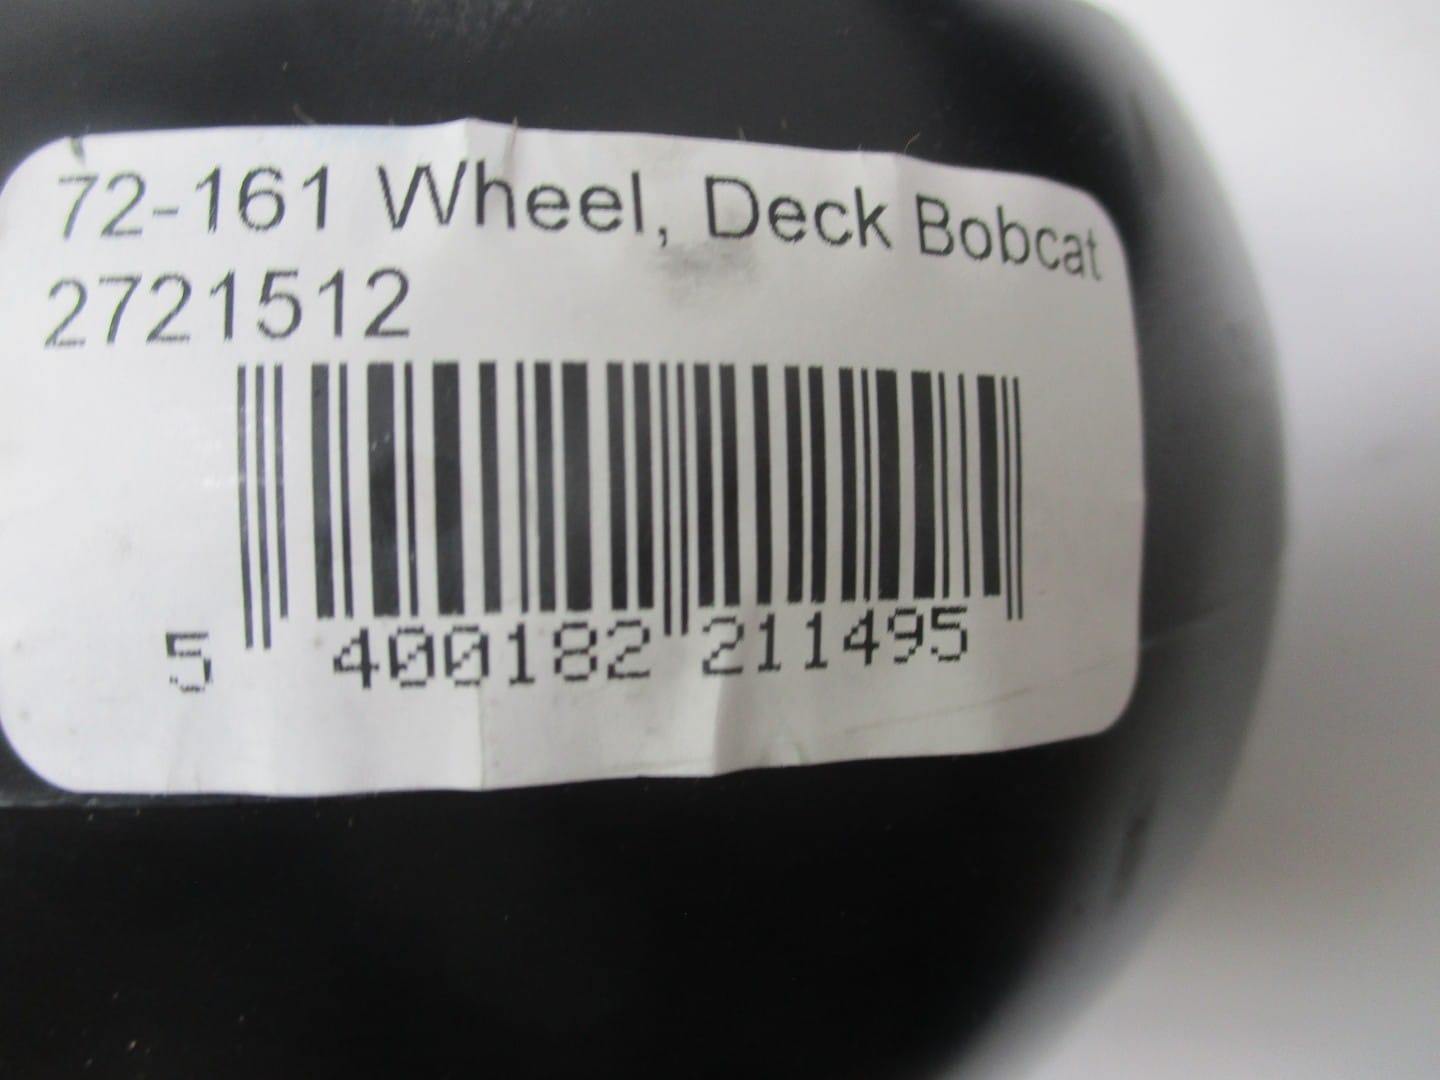 72-161 Wheel, Deck Bobcat
2721512
5 400182 211495